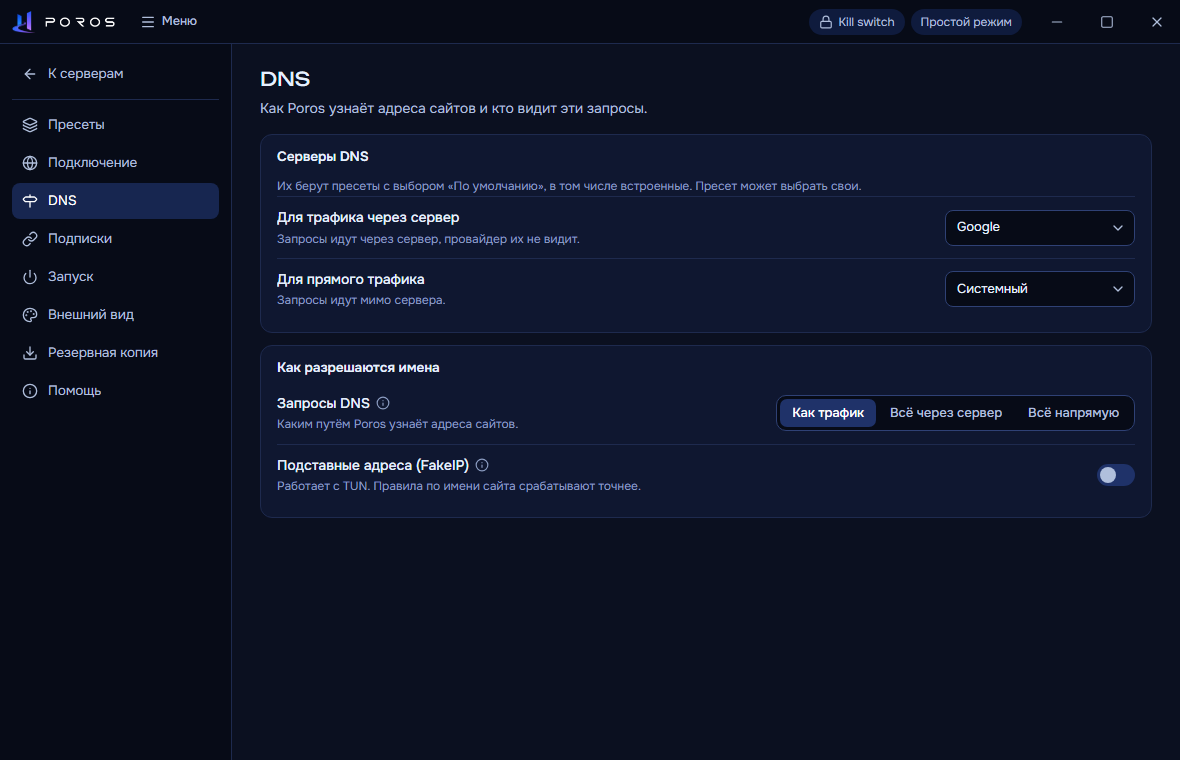 POROS
Меню
Kill switch
Простой режим
К серверам
Пресеты
Подключение
DNS
Подписки
Запуск
Внешний вид
Резервная копия
Помощь
DNS
Как Poros узнаёт адреса сайтов и кто видит эти запросы.
Серверы DNS
Их берут пресеты с выбором «По умолчанию», в том числе встроенные. Пресет может выбрать свои.
Для трафика через сервер
Запросы идут через сервер, провайдер их не видит.
Google
Для прямого трафика
Запросы идут мимо сервера.
Системный
Как разрешаются имена
Запросы DNS
Каким путём Poros узнаёт адреса сайтов.
Как трафик
Всё через сервер
Всё напрямую
Подставные адреса (FakeIP)
Работает с TUN. Правила по имени сайта срабатывают точнее.